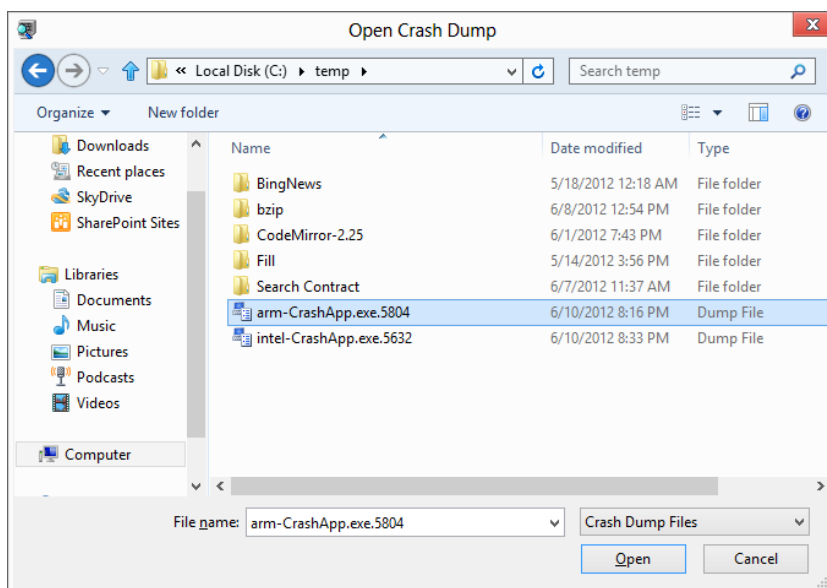 Open Crash Dump
« Local Disk (C:) ▸ temp ▸ Search temp
Organize New folder
Name Date modified Type
Downloads
Recent places
SkyDrive
SharePoint Sites
Libraries
Documents
Music
Pictures
Podcasts
Videos
Computer
BingNews 5/18/2012 12:18 AM File folder
bzip 6/8/2012 12:54 PM File folder
CodeMirror-2.25 6/1/2012 7:43 PM File folder
Fill 5/14/2012 3:56 PM File folder
Search Contract 6/7/2012 11:37 AM File folder
arm-CrashApp.exe.5804 6/10/2012 8:16 PM Dump File
intel-CrashApp.exe.5632 6/10/2012 8:33 PM Dump File
File name: arm-CrashApp.exe.5804 Crash Dump Files
Open Cancel